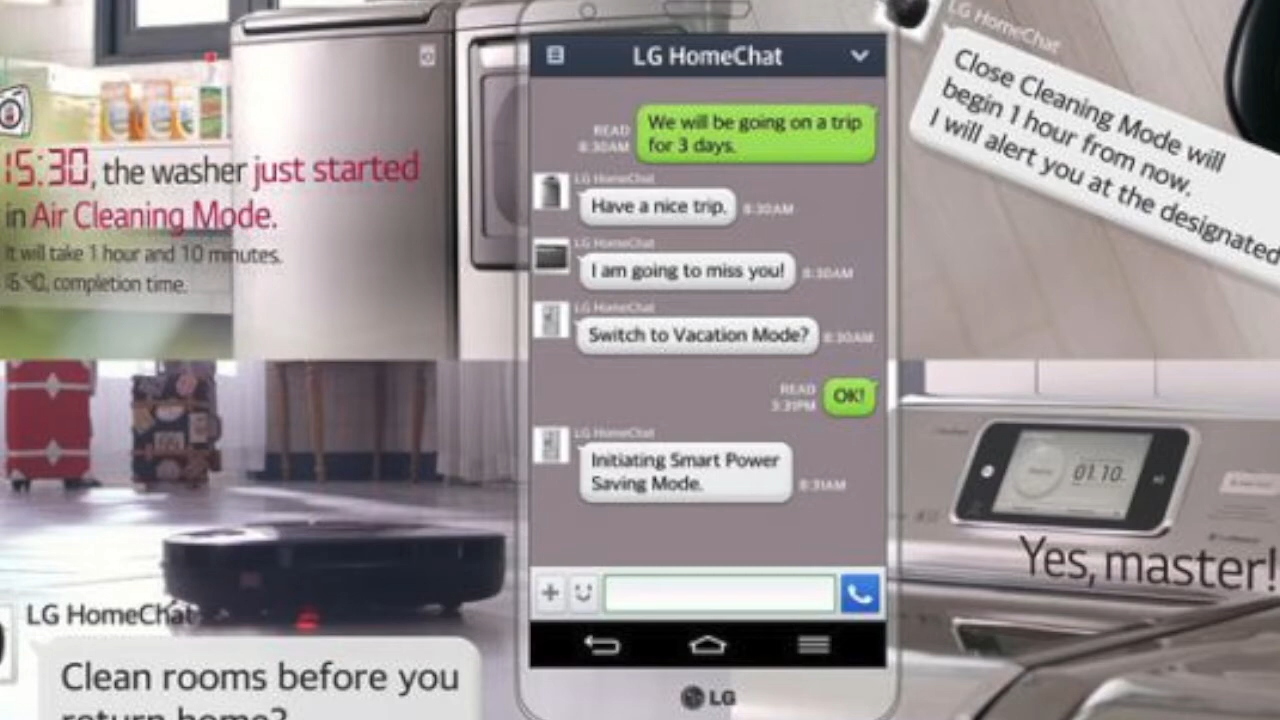 15:30, the washer just started
in Air Cleaning Mode.
It will take 1 hour and 10 minutes.
16:40, completion time.
LG HomeChat
We will be going on a trip
for 3 days.
READ
8:30AM
LG HomeChat
Have a nice trip.
8:30AM
LG HomeChat
I am going to miss you!
8:30AM
LG HomeChat
Switch to Vacation Mode?
8:30AM
READ
3:31PM
OK!
LG HomeChat
Initiating Smart Power
Saving Mode.
8:31AM
LG
LG HomeChat
Close Cleaning Mode will
begin 1 hour from now.
I will alert you at the designated
LG HomeChat
Clean rooms before you
return home?
01.10.
Yes, master!